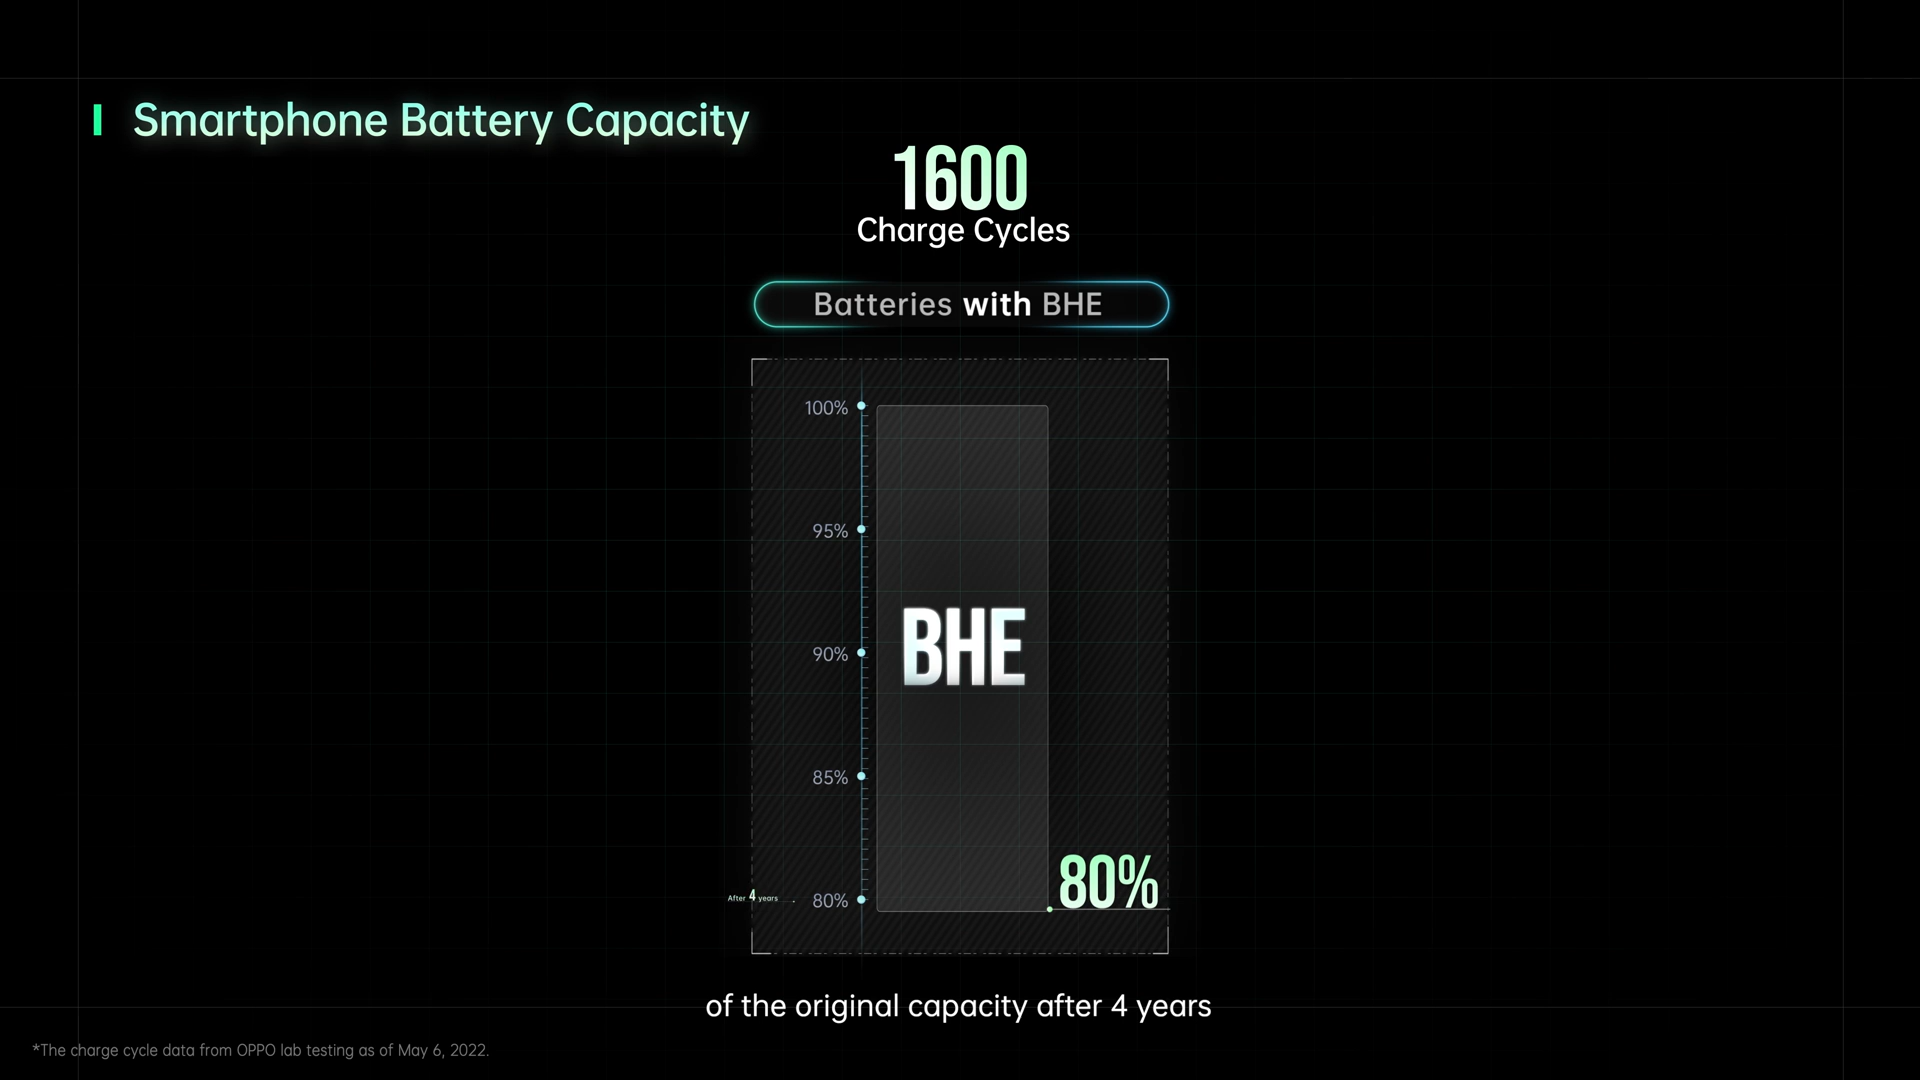 Smartphone Battery Capacity
1600
Charge Cycles
Batteries with BHE
100%
95%
90%
BHE
85%
80%
After 4 years
80%
of the original capacity after 4 years
*The charge cycle data from OPPO lab testing as of May 6, 2022.